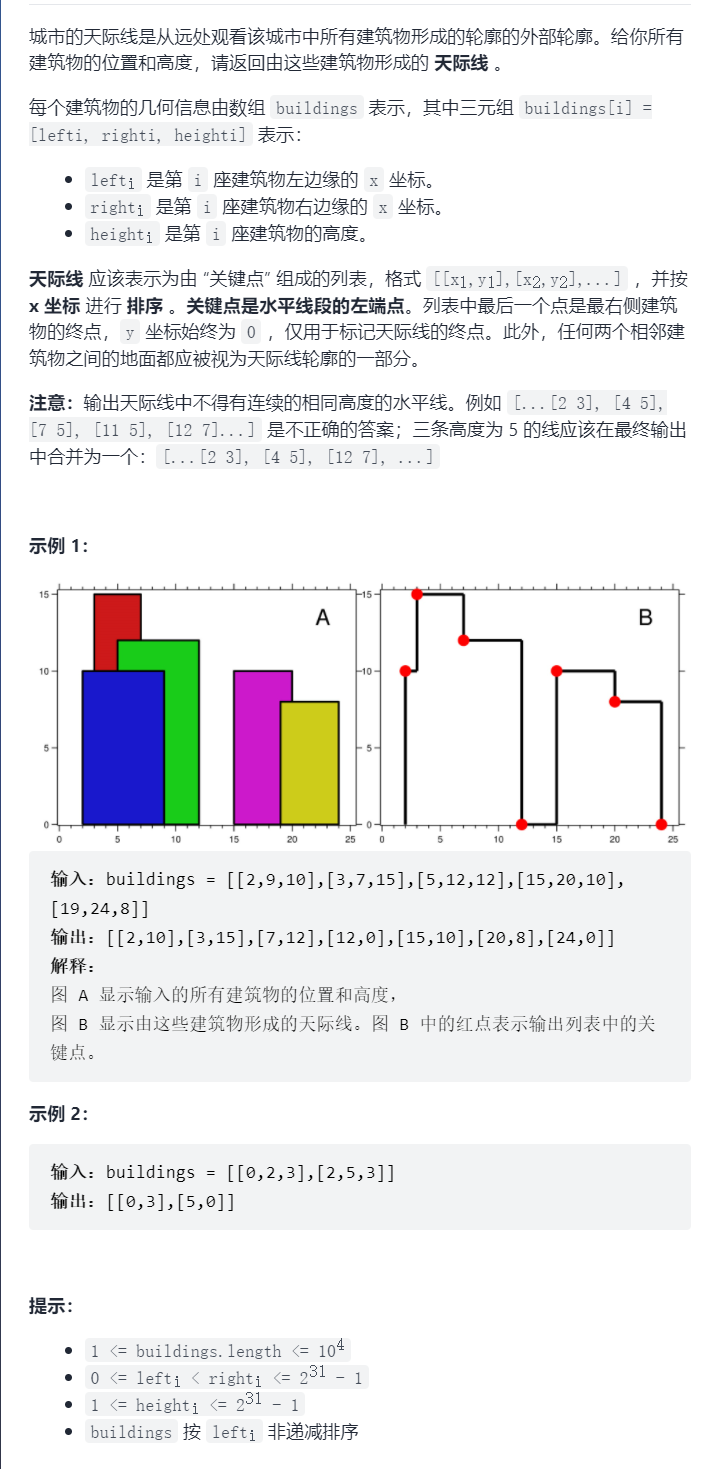 城市的天际线是从远处观看该城市中所有建筑物形成的轮廓的外部轮廓。给你所有
建筑物的位置和高度，请返回由这些建筑物形成的 天际线 。
每个建筑物的几何信息由数组 buildings 表示，其中三元组 buildings[i] =
[lefti, righti, heighti] 表示：
• lefti 是第 i 座建筑物左边缘的 x 坐标。
• righti 是第 i 座建筑物右边缘的 x 坐标。
• heighti 是第 i 座建筑物的高度。
天际线 应该表示为由 “关键点” 组成的列表，格式 [[x1,y1],[x2,y2],...] ，并按
x 坐标 进行 排序 。关键点是水平线段的左端点。列表中最后一个点是最右侧建筑
物的终点，y 坐标始终为 0 ，仅用于标记天际线的终点。此外，任何两个相邻建
筑物之间的地面都应被视为天际线轮廓的一部分。
注意：输出天际线中不得有连续的相同高度的水平线。例如 [...[2 3], [4 5],
[7 5], [11 5], [12 7]...] 是不正确的答案；三条高度为 5 的线应该在最终输出
中合并为一个：[...[2 3], [4 5], [12 7], ...]
示例 1：
15 10 5 0
0 5 10 15 20 25
A
15 10 5 0
0 5 10 15 20 25
B
输入：buildings = [[2,9,10],[3,7,15],[5,12,12],[15,20,10],
[19,24,8]]
输出：[[2,10],[3,15],[7,12],[12,0],[15,10],[20,8],[24,0]]
解释：
图 A 显示输入的所有建筑物的位置和高度，
图 B 显示由这些建筑物形成的天际线。图 B 中的红点表示输出列表中的关
键点。
示例 2：
输入：buildings = [[0,2,3],[2,5,3]]
输出：[[0,3],[5,0]]
提示：
• 1 <= buildings.length <= 10^4
• 0 <= lefti < righti <= 2^31 - 1
• 1 <= heighti <= 2^31 - 1
• buildings 按 lefti 非递减排序